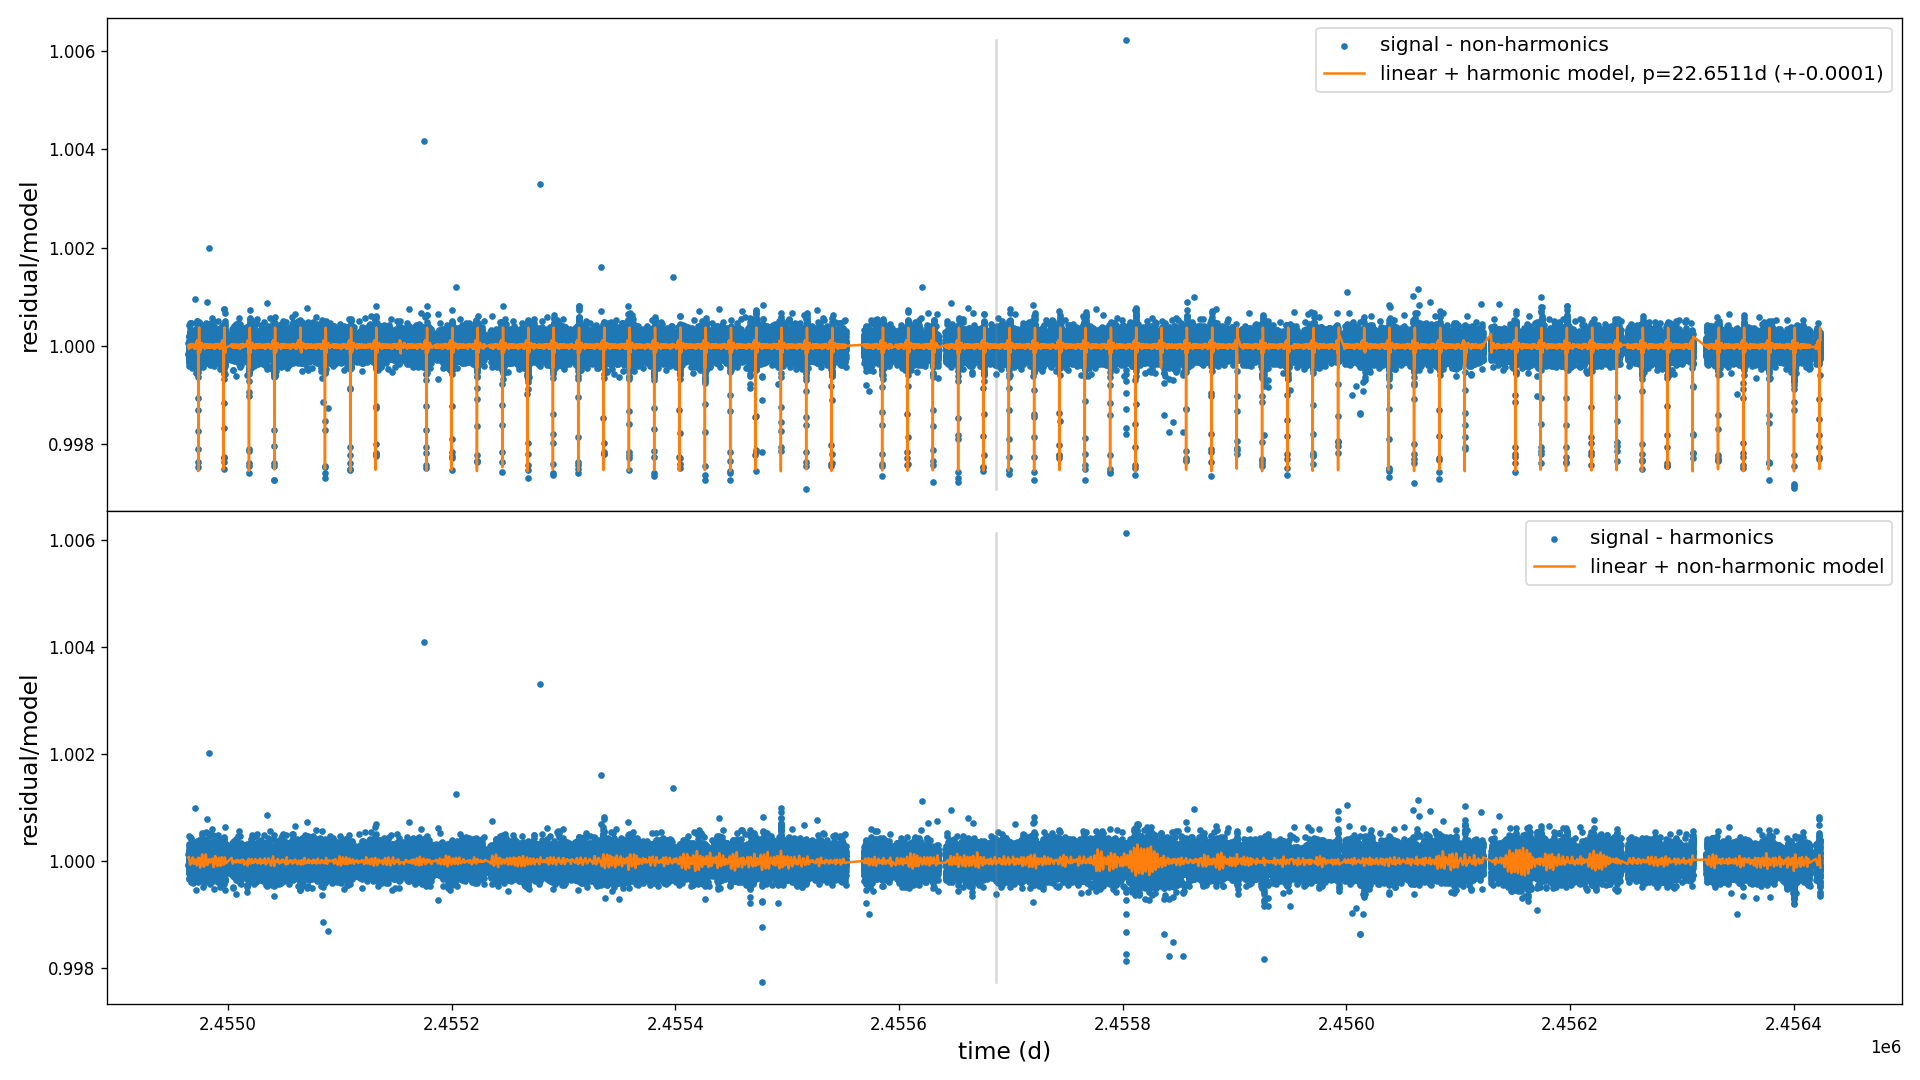 signal - non-harmonics
linear + harmonic model, p=22.6511d (+-0.0001)
residual/model
1.006
1.004
1.002
1.000
0.998
signal - harmonics
linear + non-harmonic model
residual/model
1.006
1.004
1.002
1.000
0.998
2.4550 2.4552 2.4554 2.4556 2.4558 2.4560 2.4562 2.4564
1e6
time (d)